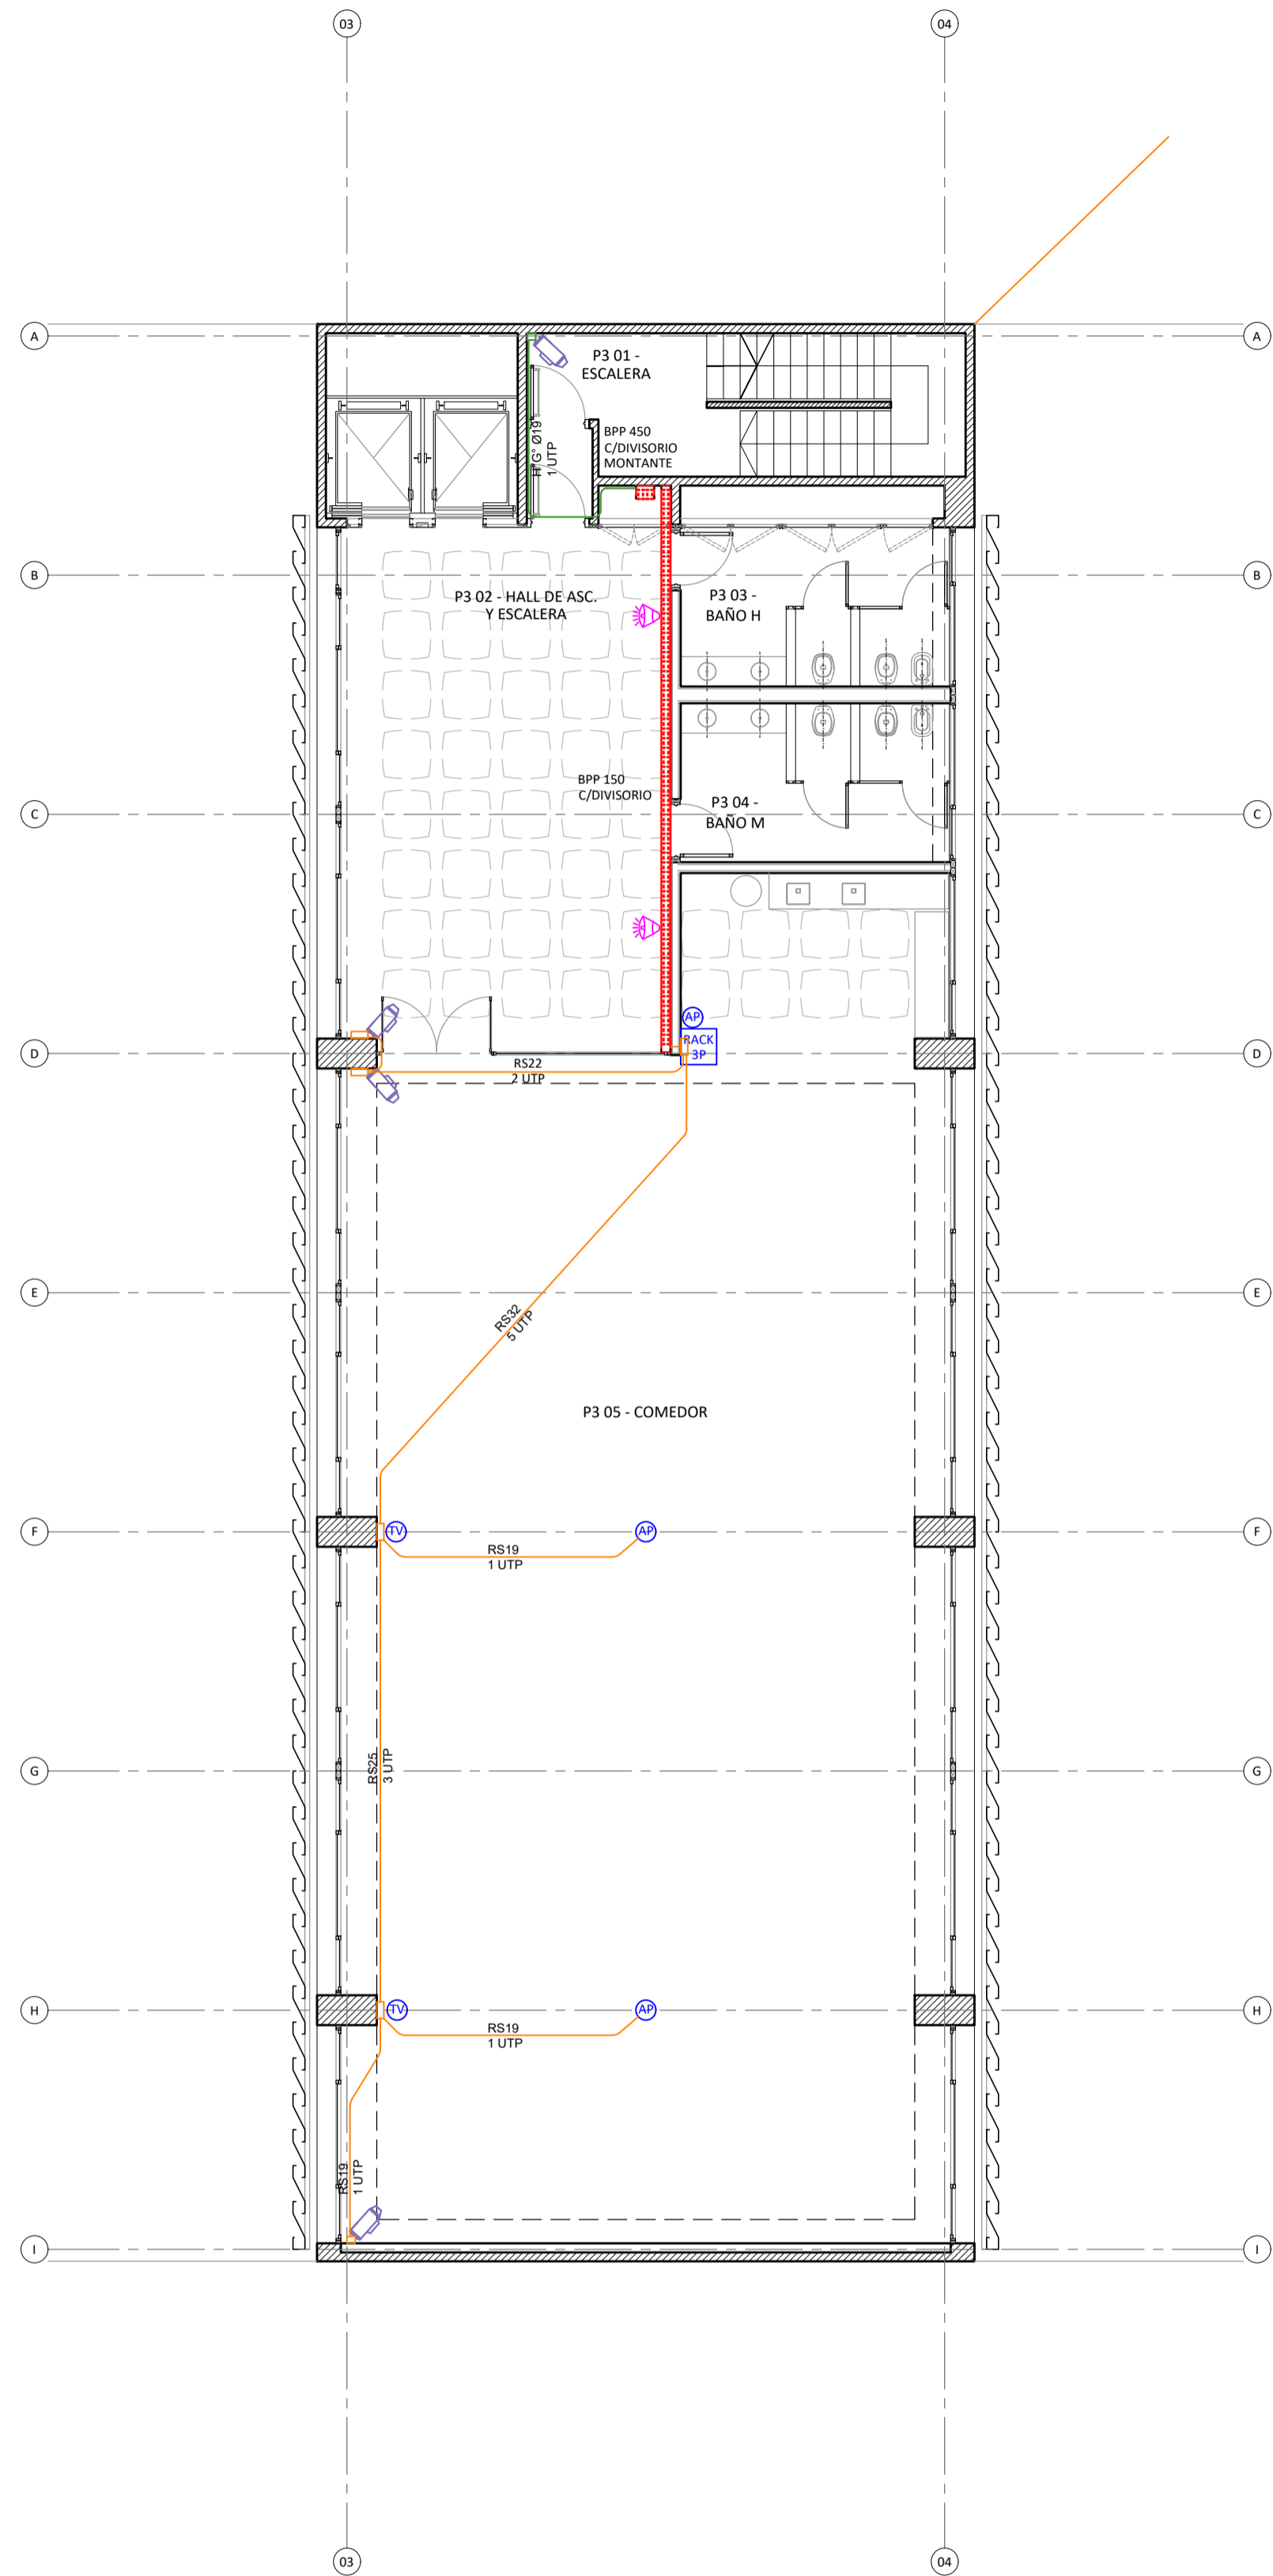 03
04
A
A
P3 01 -
ESCALERA
H°G° Ø19
1 UTP
BPP 450
C/DIVISORIO
MONTANTE
B
B
P3 02 - HALL DE ASC.
Y ESCALERA
P3 03 -
BAÑO H
BPP 150
C/DIVISORIO
P3 04 -
BAÑO M
C
C
AP
RACK
3P
D
D
RS22
2 UTP
E
E
RS32
5 UTP
P3 05 - COMEDOR
F
TV
AP
F
RS19
1 UTP
RS25
3 UTP
G
G
H
TV
AP
H
RS19
1 UTP
RS19
1 UTP
I
I
03
04